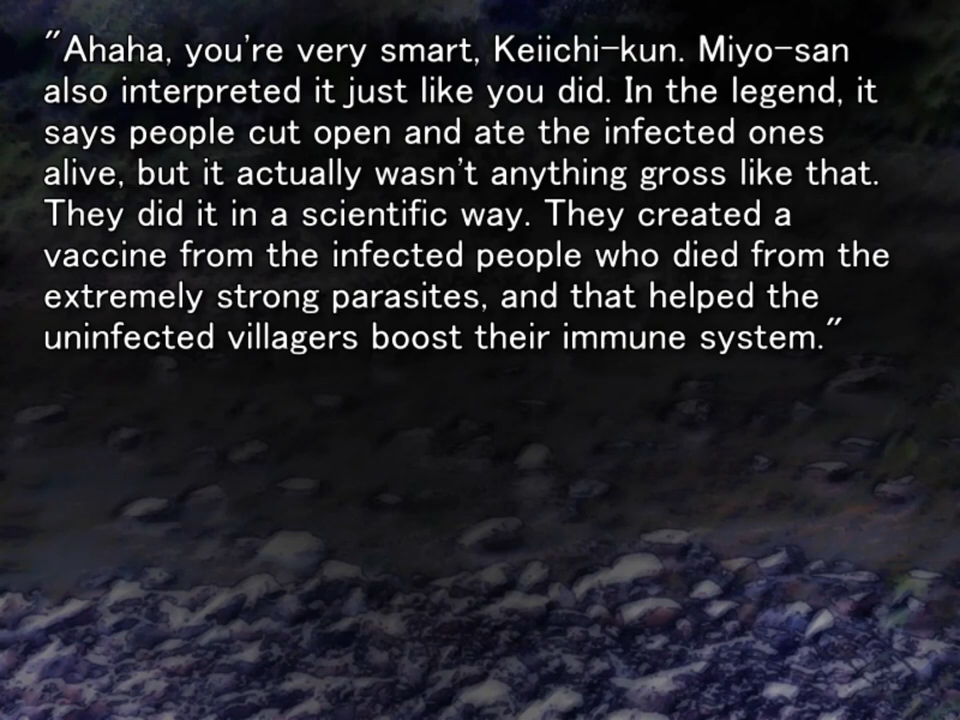 "Ahaha, you're very smart, Keiichi-kun. Miyo-san
also interpreted it just like you did. In the legend, it
says people cut open and ate the infected ones
alive, but it actually wasn't anything gross like that.
They did it in a scientific way. They created a
vaccine from the infected people who died from the
extremely strong parasites, and that helped the
uninfected villagers boost their immune system."